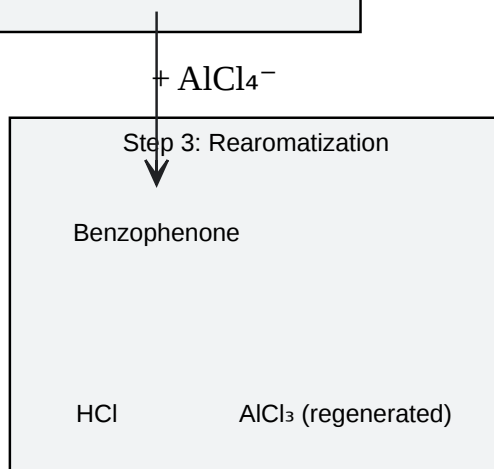 + AlCl₄⁻
Step 3: Rearomatization
Benzophenone
HCl AlCl₃ (regenerated)